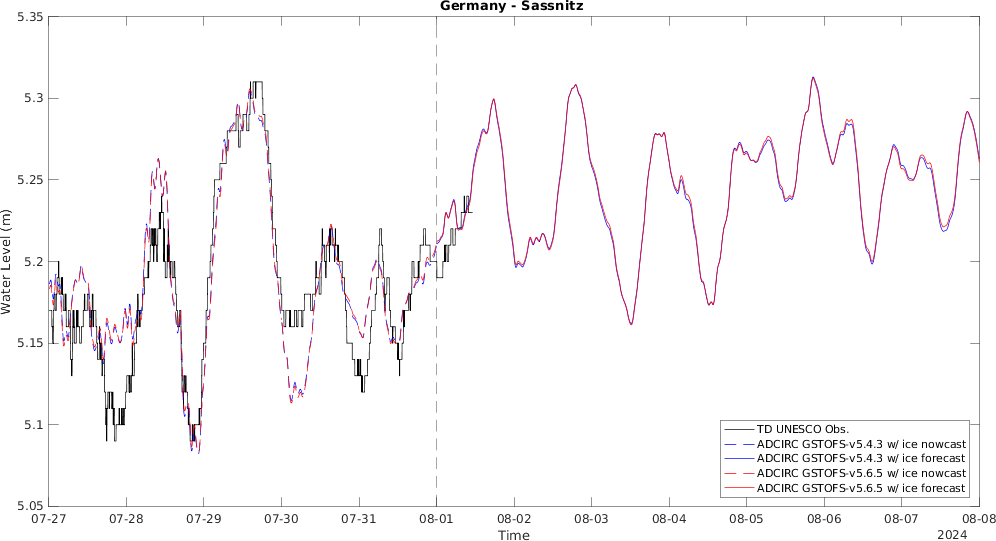 Germany - Sassnitz
5.35
5.3
5.25
5.2
5.15
5.1
5.05
Water Level (m)
TD UNESCO Obs.
ADCIRC GSTOFS-v5.4.3 w/ ice nowcast
ADCIRC GSTOFS-v5.4.3 w/ ice forecast
ADCIRC GSTOFS-v5.6.5 w/ ice nowcast
ADCIRC GSTOFS-v5.6.5 w/ ice forecast
07-27 07-28 07-29 07-30 07-31 08-01 08-02 08-03 08-04 08-05 08-06 08-07 08-08
Time
2024